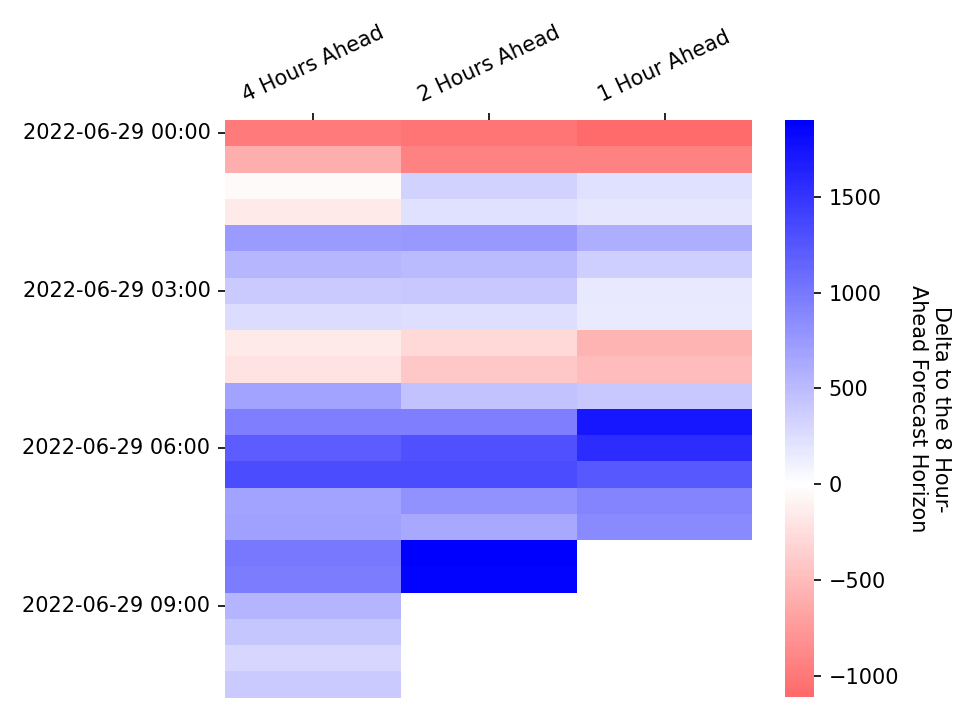 4 Hours Ahead
2 Hours Ahead
1 Hour Ahead
2022-06-29 00:00
2022-06-29 03:00
2022-06-29 06:00
2022-06-29 09:00
1500
1000
500
0
−500
−1000
Delta to the 8 Hour-
Ahead Forecast Horizon